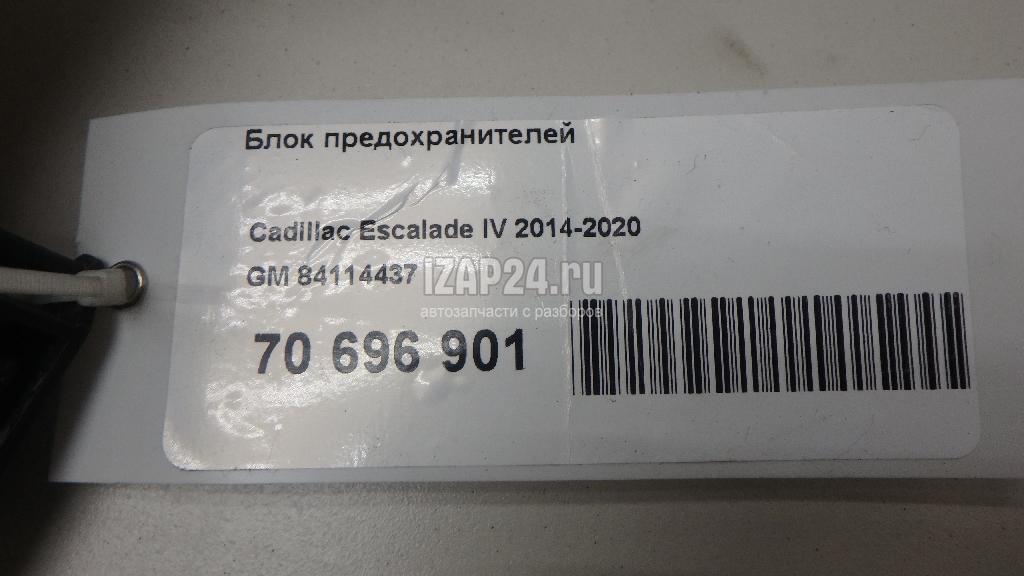 Блок предохранителей
Cadillac Escalade IV 2014-2020
GM 84114437
iZAP24.ru
автозапчасти с разборов
70 696 901